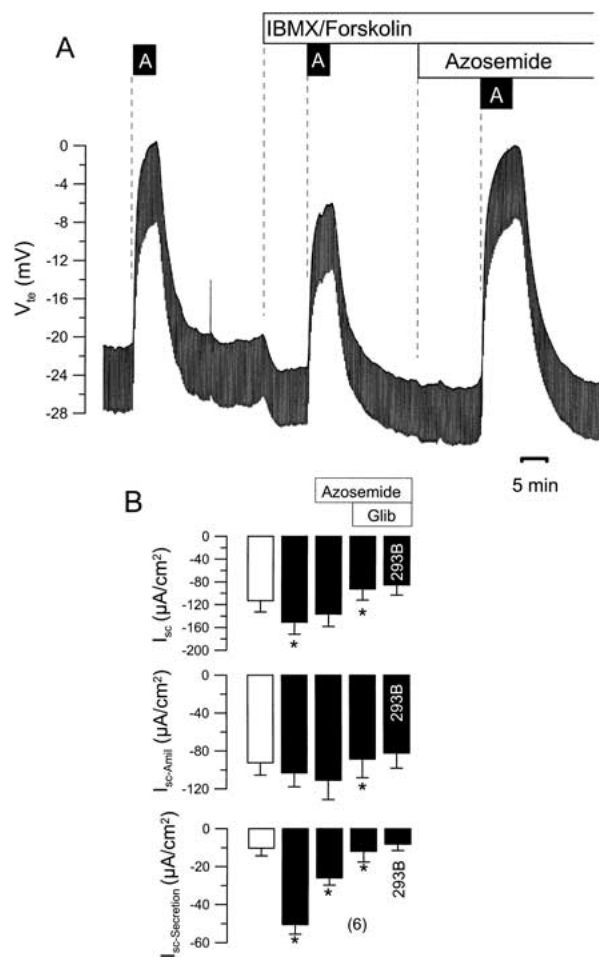 A
IBMX/Forskolin
A
A
Azosemide
A
0
-4
-8
-12
-16
-20
-24
-28
Vte (mV)
5 min
B
Azosemide
Glib
0
-40
-80
-120
-160
-200
Isc (µA/cm²)
293B
*
*
0
-40
-80
-120
Isc-Amil (µA/cm²)
293B
*
0
-20
-40
-60
Isc-Secretion (µA/cm²)
293B
*
*
*
(6)